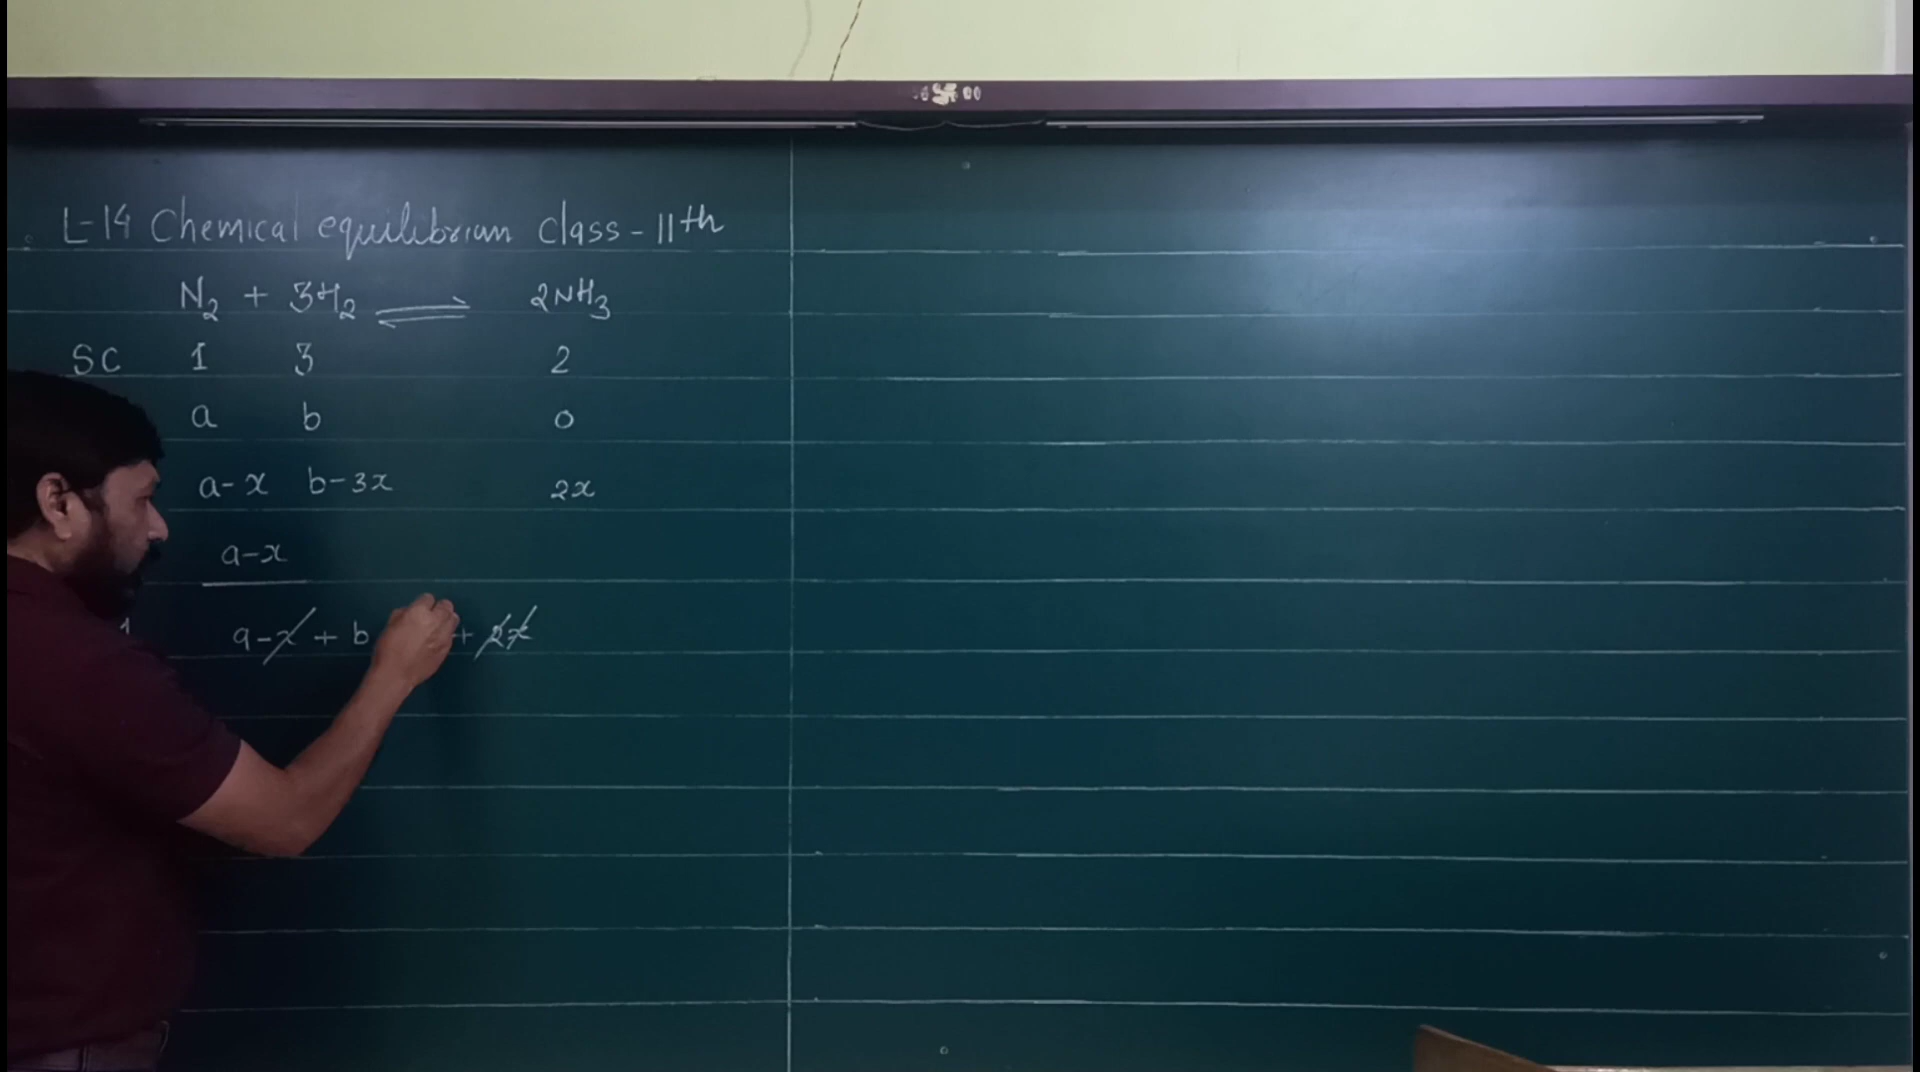 L-14 Chemical equilibrium class-11th
N₂ + 3H₂ ⇌ 2NH₃
SC 1 3 2
a b 0
a-x b-3x 2x
a-x
a-x + b + 2x